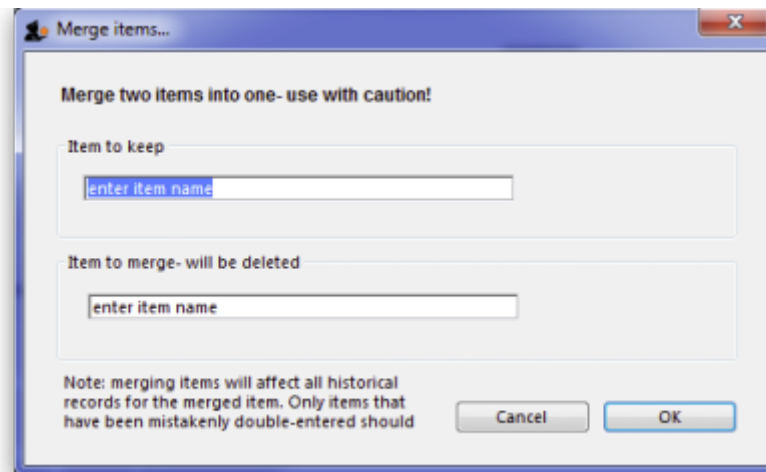 Merge items...
Merge two items into one- use with caution!
Item to keep
enter item name
Item to merge- will be deleted
enter item name
Note: merging items will affect all historical
records for the merged item. Only items that
have been mistakenly double-entered should
Cancel
OK